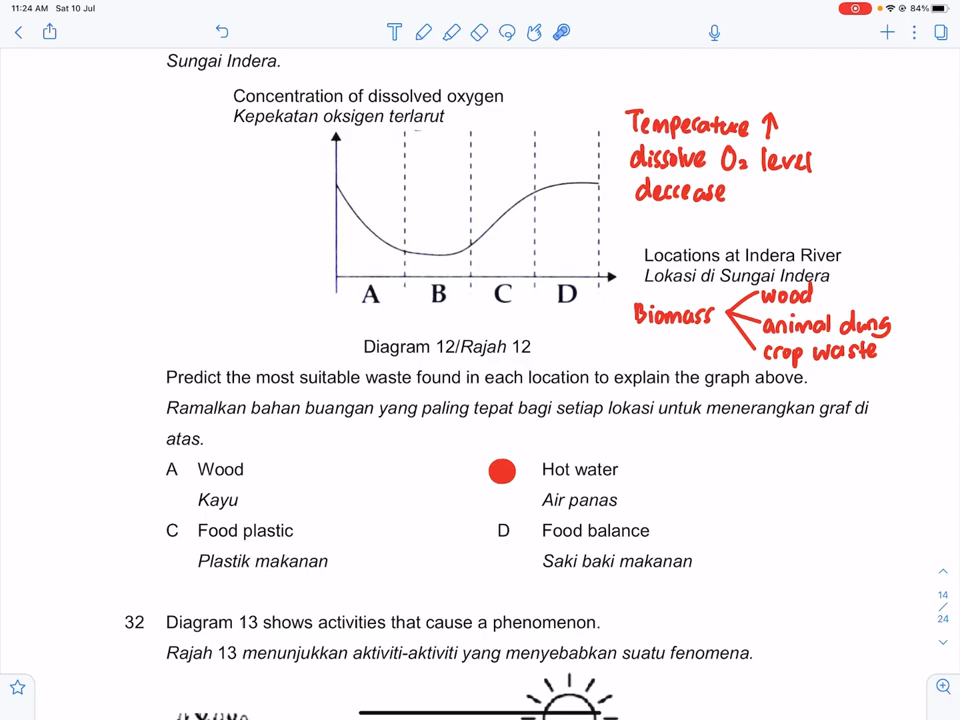 11:24 AM Sat 10 Jul
84%
T
Sungai Indera.
Concentration of dissolved oxygen
Kepekatan oksigen terlarut
Temperature ↑
dissolve O₂ level
decrease
Locations at Indera River
Lokasi di Sungai Indera
A B C D
Biomass
wood
animal dung
crop waste
Diagram 12/Rajah 12
Predict the most suitable waste found in each location to explain the graph above.
Ramalkan bahan buangan yang paling tepat bagi setiap lokasi untuk menerangkan graf di
atas.
A Wood
Hot water
Kayu
Air panas
C Food plastic
D Food balance
Plastik makanan
Saki baki makanan
14
/
24
32 Diagram 13 shows activities that cause a phenomenon.
Rajah 13 menunjukkan aktiviti-aktiviti yang menyebabkan suatu fenomena.